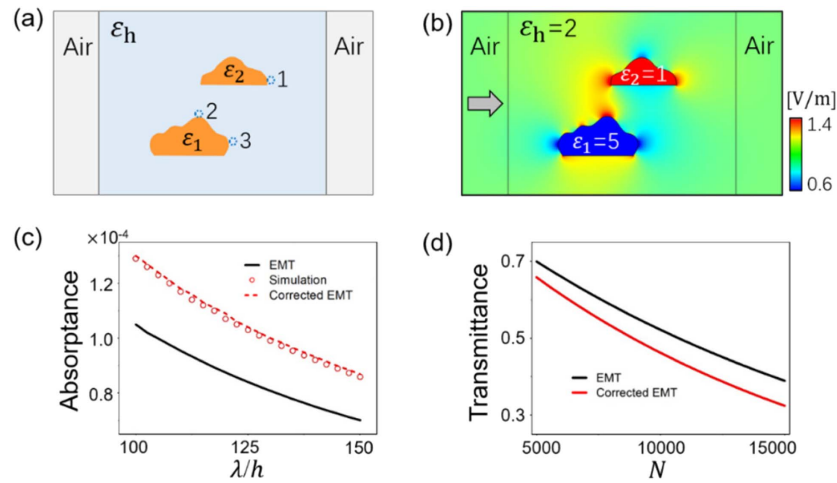 (a)
Air
εh
Air
ε2
1
2
ε1
3
(b)
εh=2
Air
ε2=1
ε1=5
[V/m]
1.4
0.6
(c)
×10-4
Absorptance
1.2
1.0
0.8
EMT
Simulation
Corrected EMT
100
125
150
λ/h
(d)
Transmittance
0.7
0.5
0.3
EMT
Corrected EMT
5000
10000
15000
N